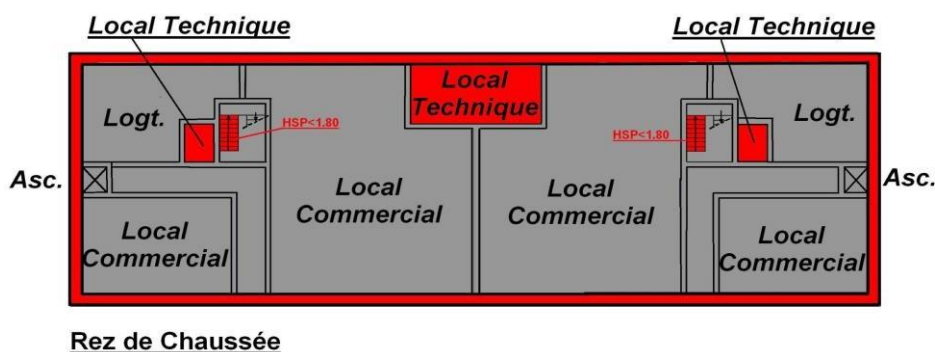 Local Technique
Local Technique
Local
Technique
Logt.
HSP<1.80
HSP<1.80
Logt.
Asc.
Asc.
Local
Commercial
Local
Commercial
Local
Commercial
Local
Commercial
Rez de Chaussée